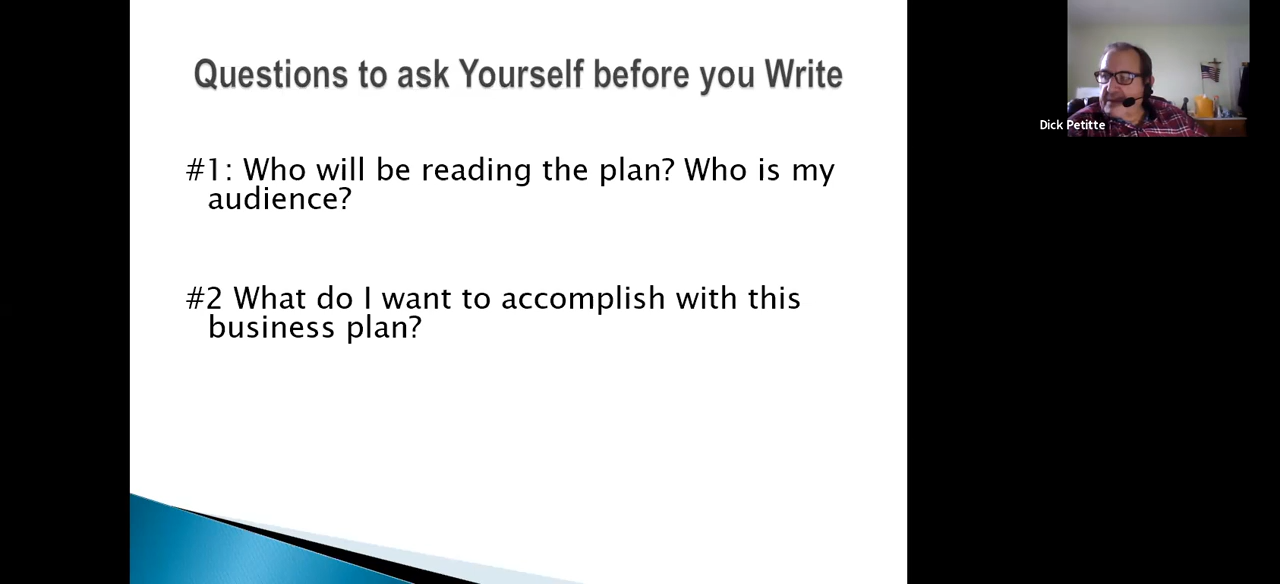 Questions to ask Yourself before you Write
#1: Who will be reading the plan? Who is my
audience?
#2 What do I want to accomplish with this
business plan?
Dick Petitte